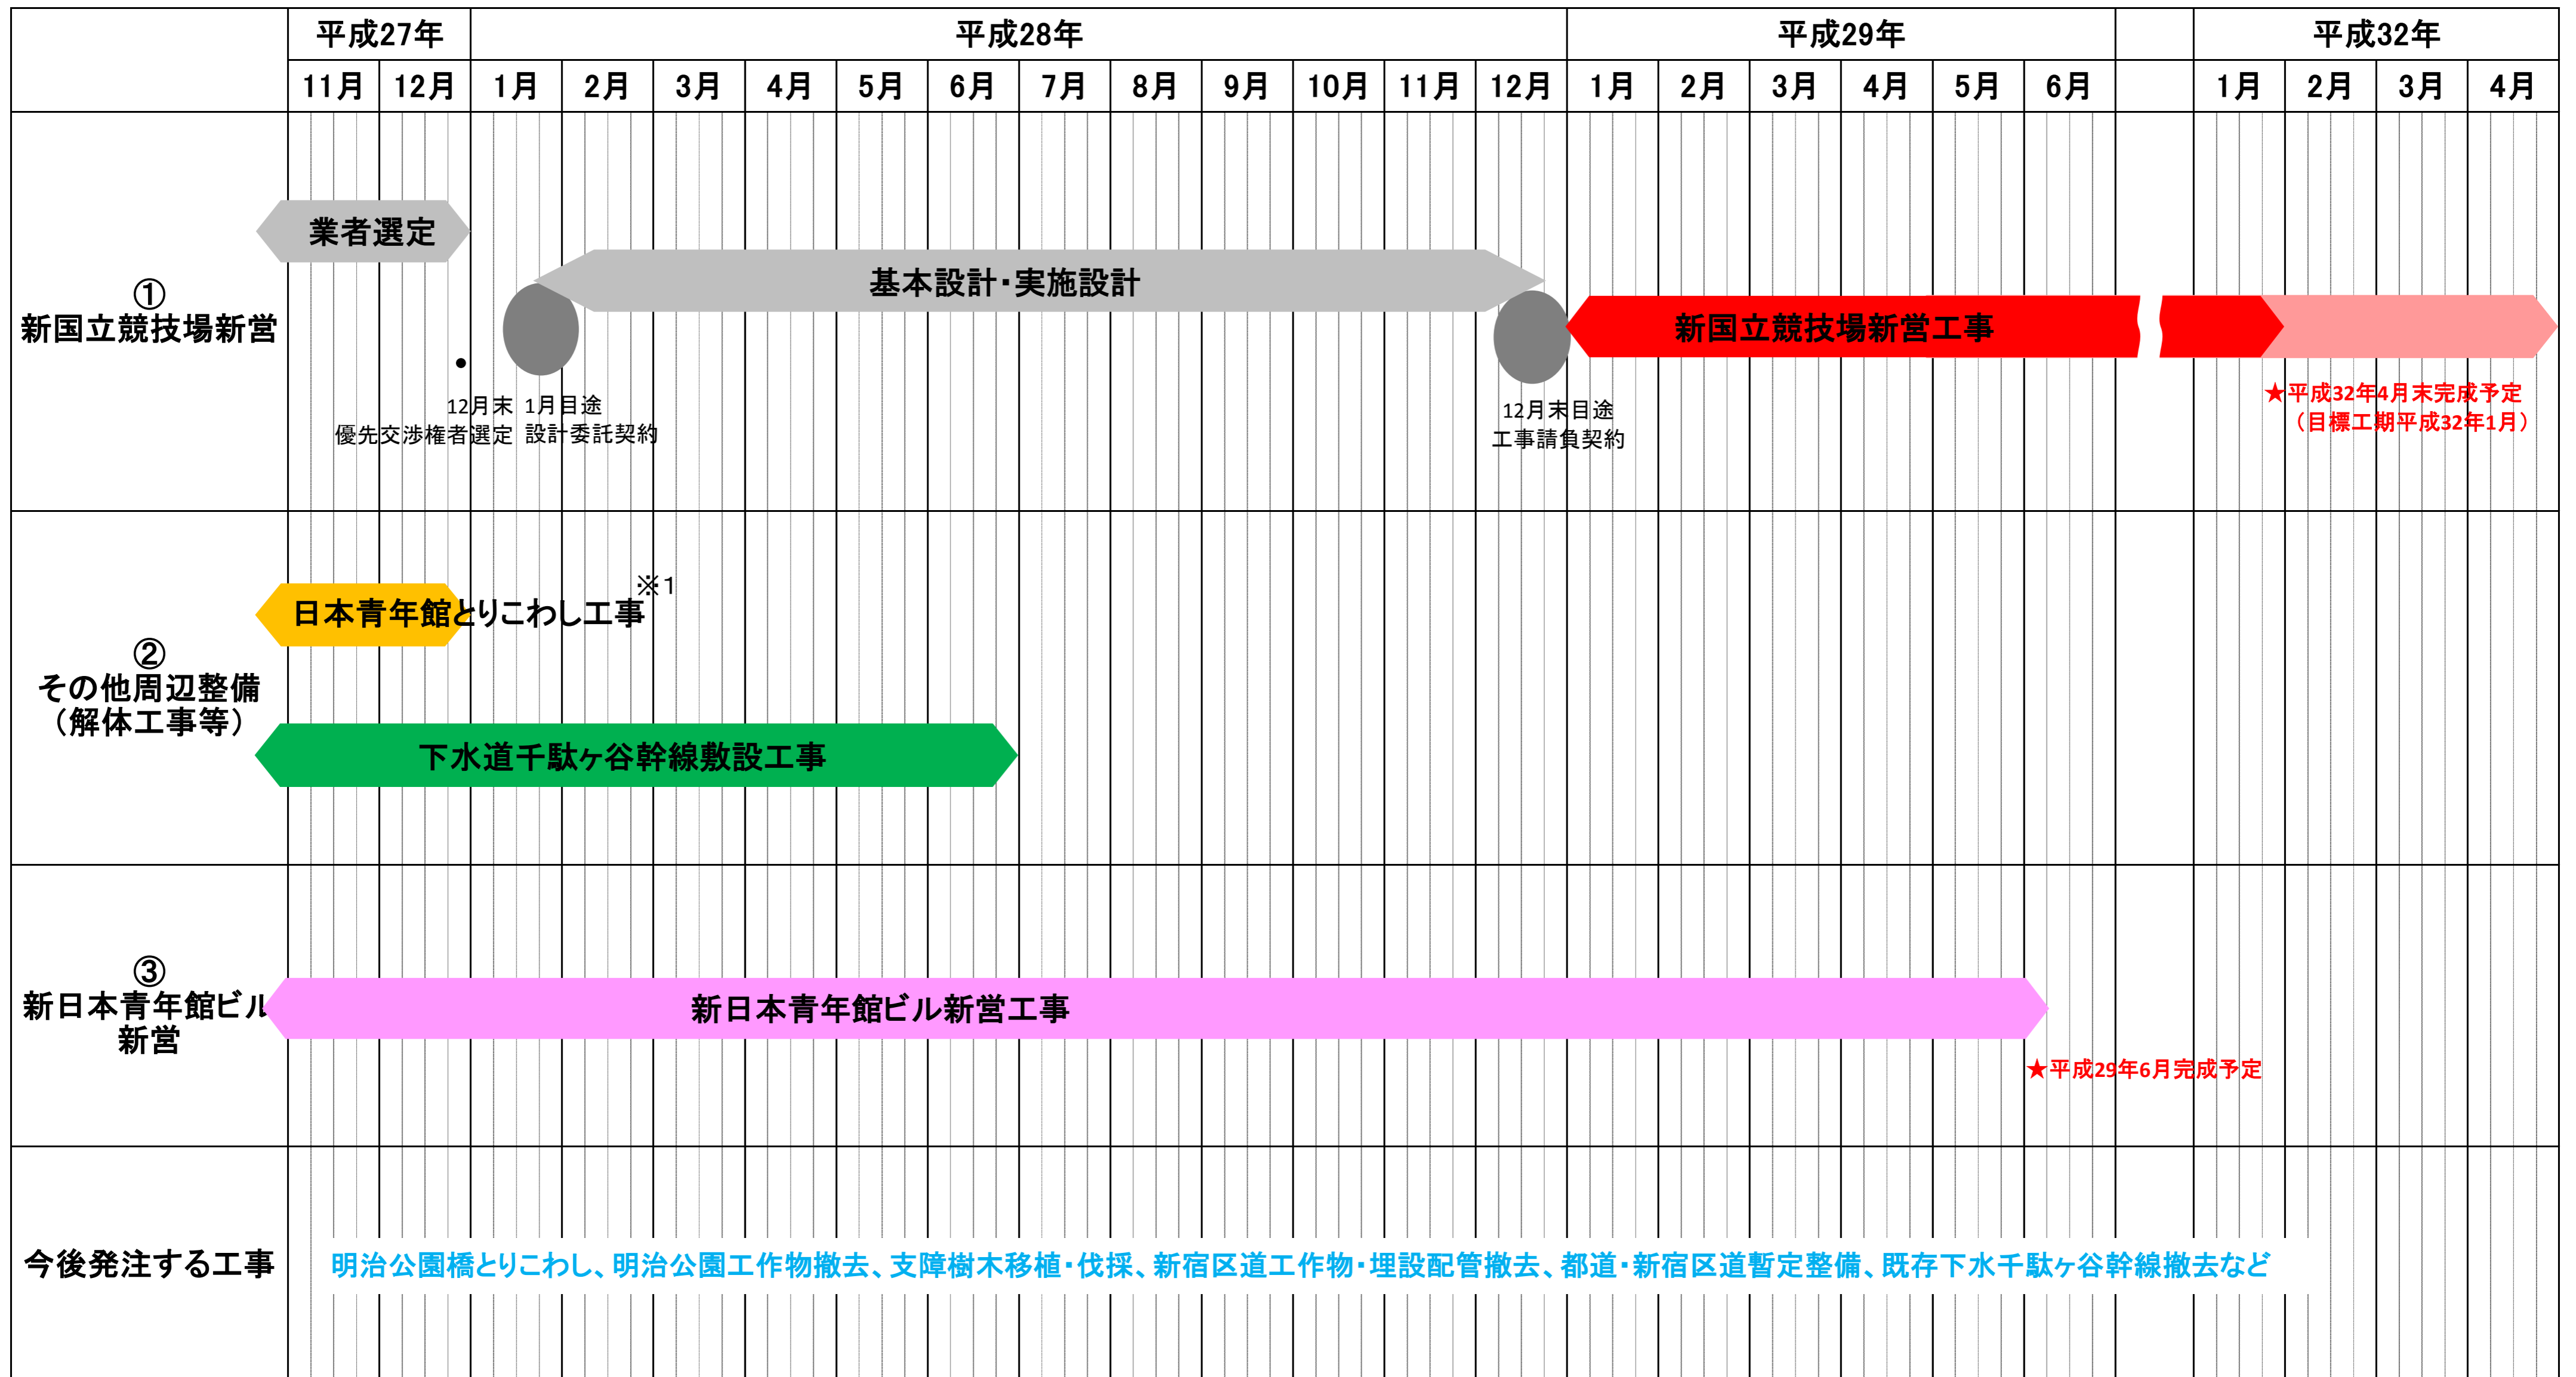 平成27年 平成28年 平成29年 平成32年
11月 12月 1月 2月 3月 4月 5月 6月 7月 8月 9月 10月 11月 12月 1月 2月 3月 4月 5月 6月 1月 2月 3月 4月
①
新国立競技場新営
業者選定
基本設計・実施設計
新国立競技場新営工事
12月末
優先交渉権者選定
1月目途
設計委託契約
12月末目途
工事請負契約
★平成32年4月末完成予定
（目標工期平成32年1月）
②
その他周辺整備
（解体工事等）
日本青年館とりこわし工事※1
下水道千駄ヶ谷幹線敷設工事
③
新日本青年館ビル
新営
新日本青年館ビル新営工事
★平成29年6月完成予定
今後発注する工事
明治公園橋とりこわし、明治公園工作物撤去、支障樹木移植・伐採、新宿区道工作物・埋設配管撤去、都道・新宿区道暫定整備、既存下水千駄ヶ谷幹線撤去など